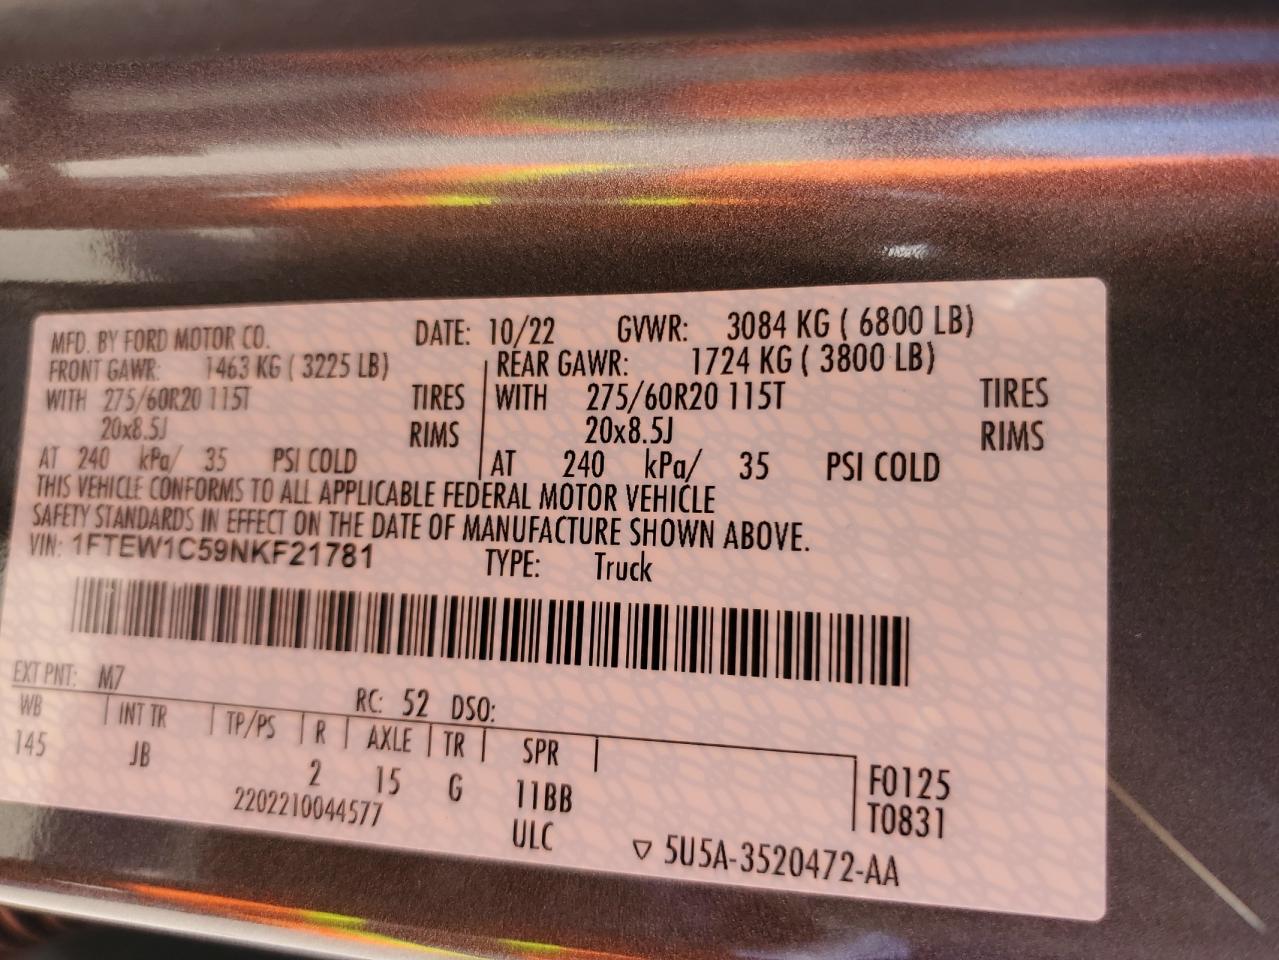 MFD. BY FORD MOTOR CO. DATE: 10/22 GVWR: 3084 KG ( 6800 LB)
FRONT GAWR: 1463 KG ( 3225 LB) REAR GAWR: 1724 KG ( 3800 LB)
WITH 275/60R20 115T TIRES WITH 275/60R20 115T TIRES
20x8.5J RIMS 20x8.5J RIMS
AT 240 kPa/ 35 PSI COLD AT 240 kPa/ 35 PSI COLD
THIS VEHICLE CONFORMS TO ALL APPLICABLE FEDERAL MOTOR VEHICLE
SAFETY STANDARDS IN EFFECT ON THE DATE OF MANUFACTURE SHOWN ABOVE.
VIN: 1FTEW1C59NKF21781 TYPE: Truck
EXT PNT: M7 RC: 52 DSO:
WB INT TR TP/PS R AXLE TR SPR
145 JB 2 15 G 11BB F0125
2202210044577 ULC T0831
▽ 5U5A-3520472-AA